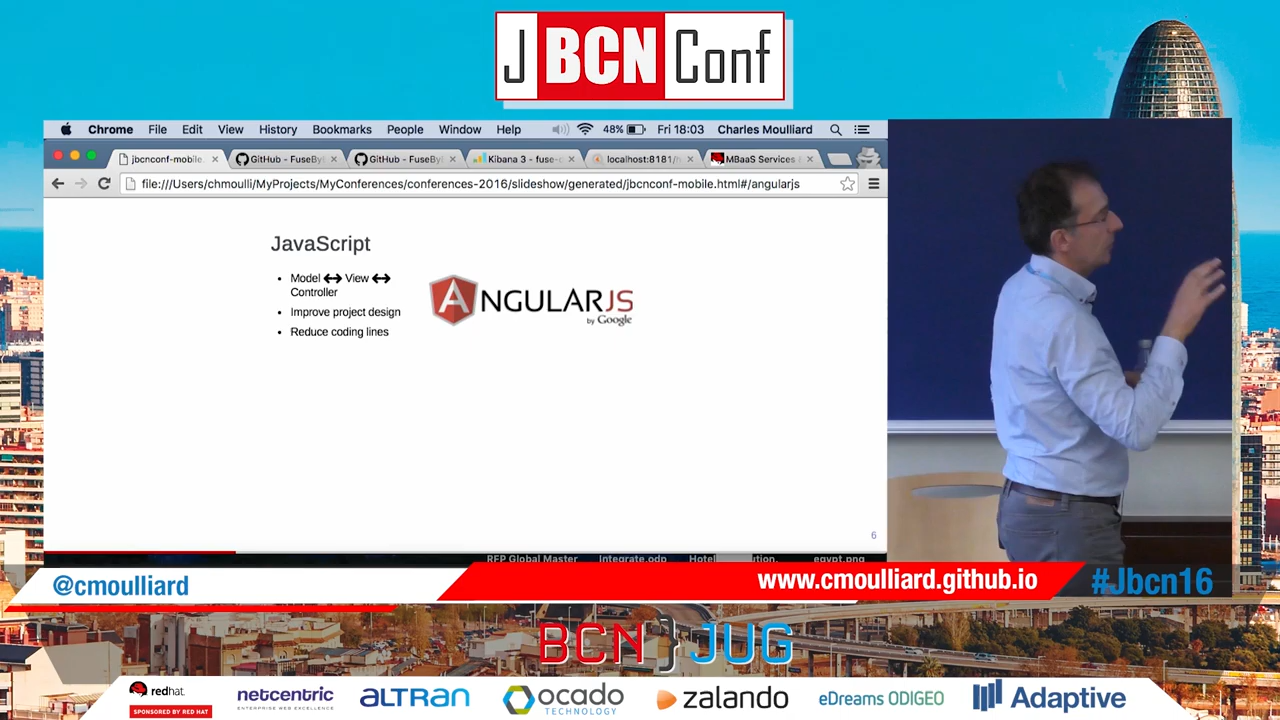 J BCN Conf
Chrome File Edit View History Bookmarks People Window Help 48% Fri 18:03 Charles Moulliard
jbcnconf-mobile. GitHub - FuseBy GitHub - FuseBy Kibana 3 - fuse- localhost:8181/ MBaaS Services
file:///Users/chmoulli/MyProjects/MyConferences/conferences-2016/slideshow/generated/jbcnconf-mobile.html#/angularjs
JavaScript
• Model ↔ View ↔
Controller
• Improve project design
• Reduce coding lines
ANGULARJS
by Google
6
RFP Global Master Integrate.odp Hotel egypt.png
@cmoulliard
www.cmoulliard.github.io
#Jbcn16
BCN JUG
redhat.
SPONSORED BY RED HAT
netcentric
ENTERPRISE WEB EXCELLENCE
ALTRAN
ocado
TECHNOLOGY
zalando
eDreams ODIGEO
Adaptive